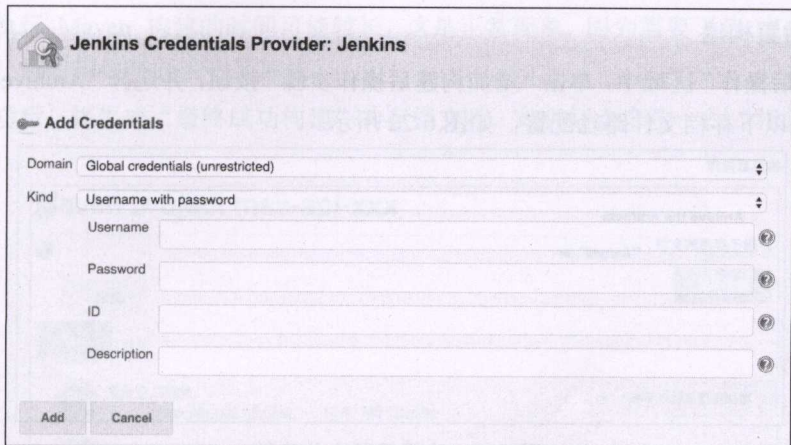 Jenkins Credentials Provider: Jenkins
Add Credentials
Domain Global credentials (unrestricted)
Kind Username with password
Username
Password
ID
Description
Add Cancel